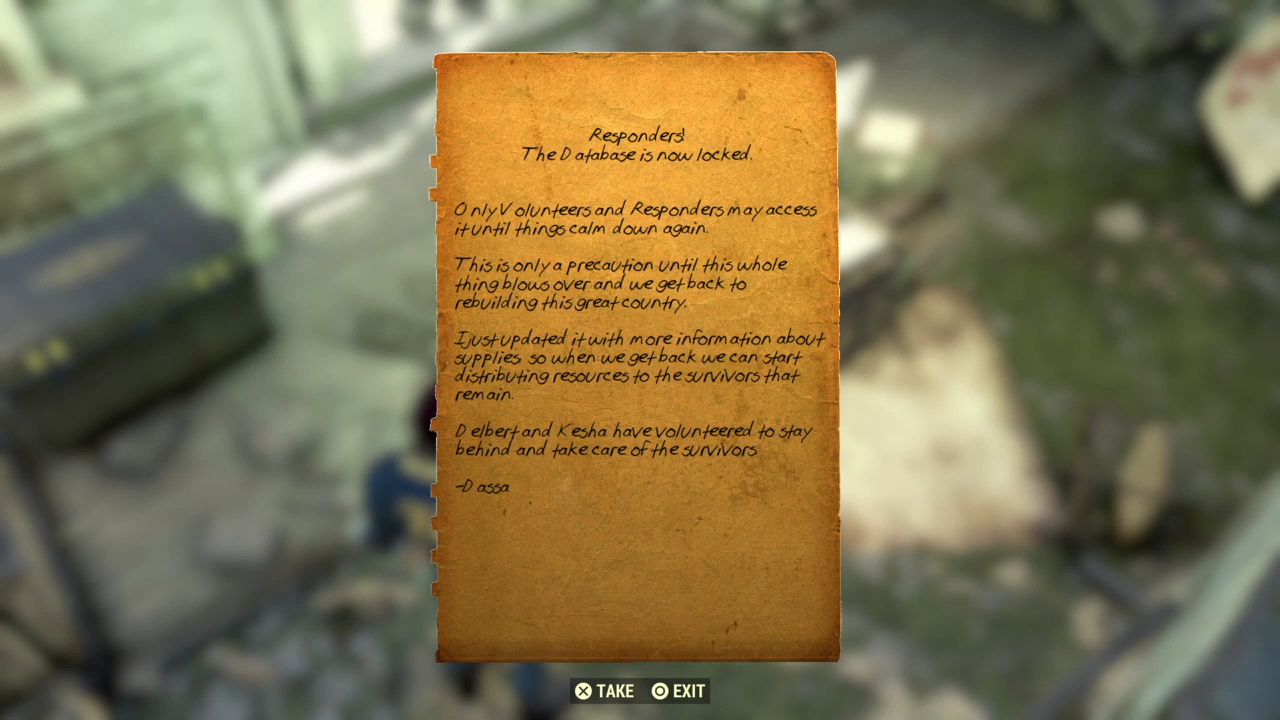 Responders!
The Database is now locked.
Only Volunteers and Responders may access
it until things calm down again.
This is only a precaution until this whole
thing blows over and we get back to
rebuilding this great country.
I just updated it with more information about
supplies so when we get back we can start
distributing resources to the survivors that
remain.
Delbert and Kesha have volunteered to stay
behind and take care of the survivors
-Dassa
TAKE EXIT